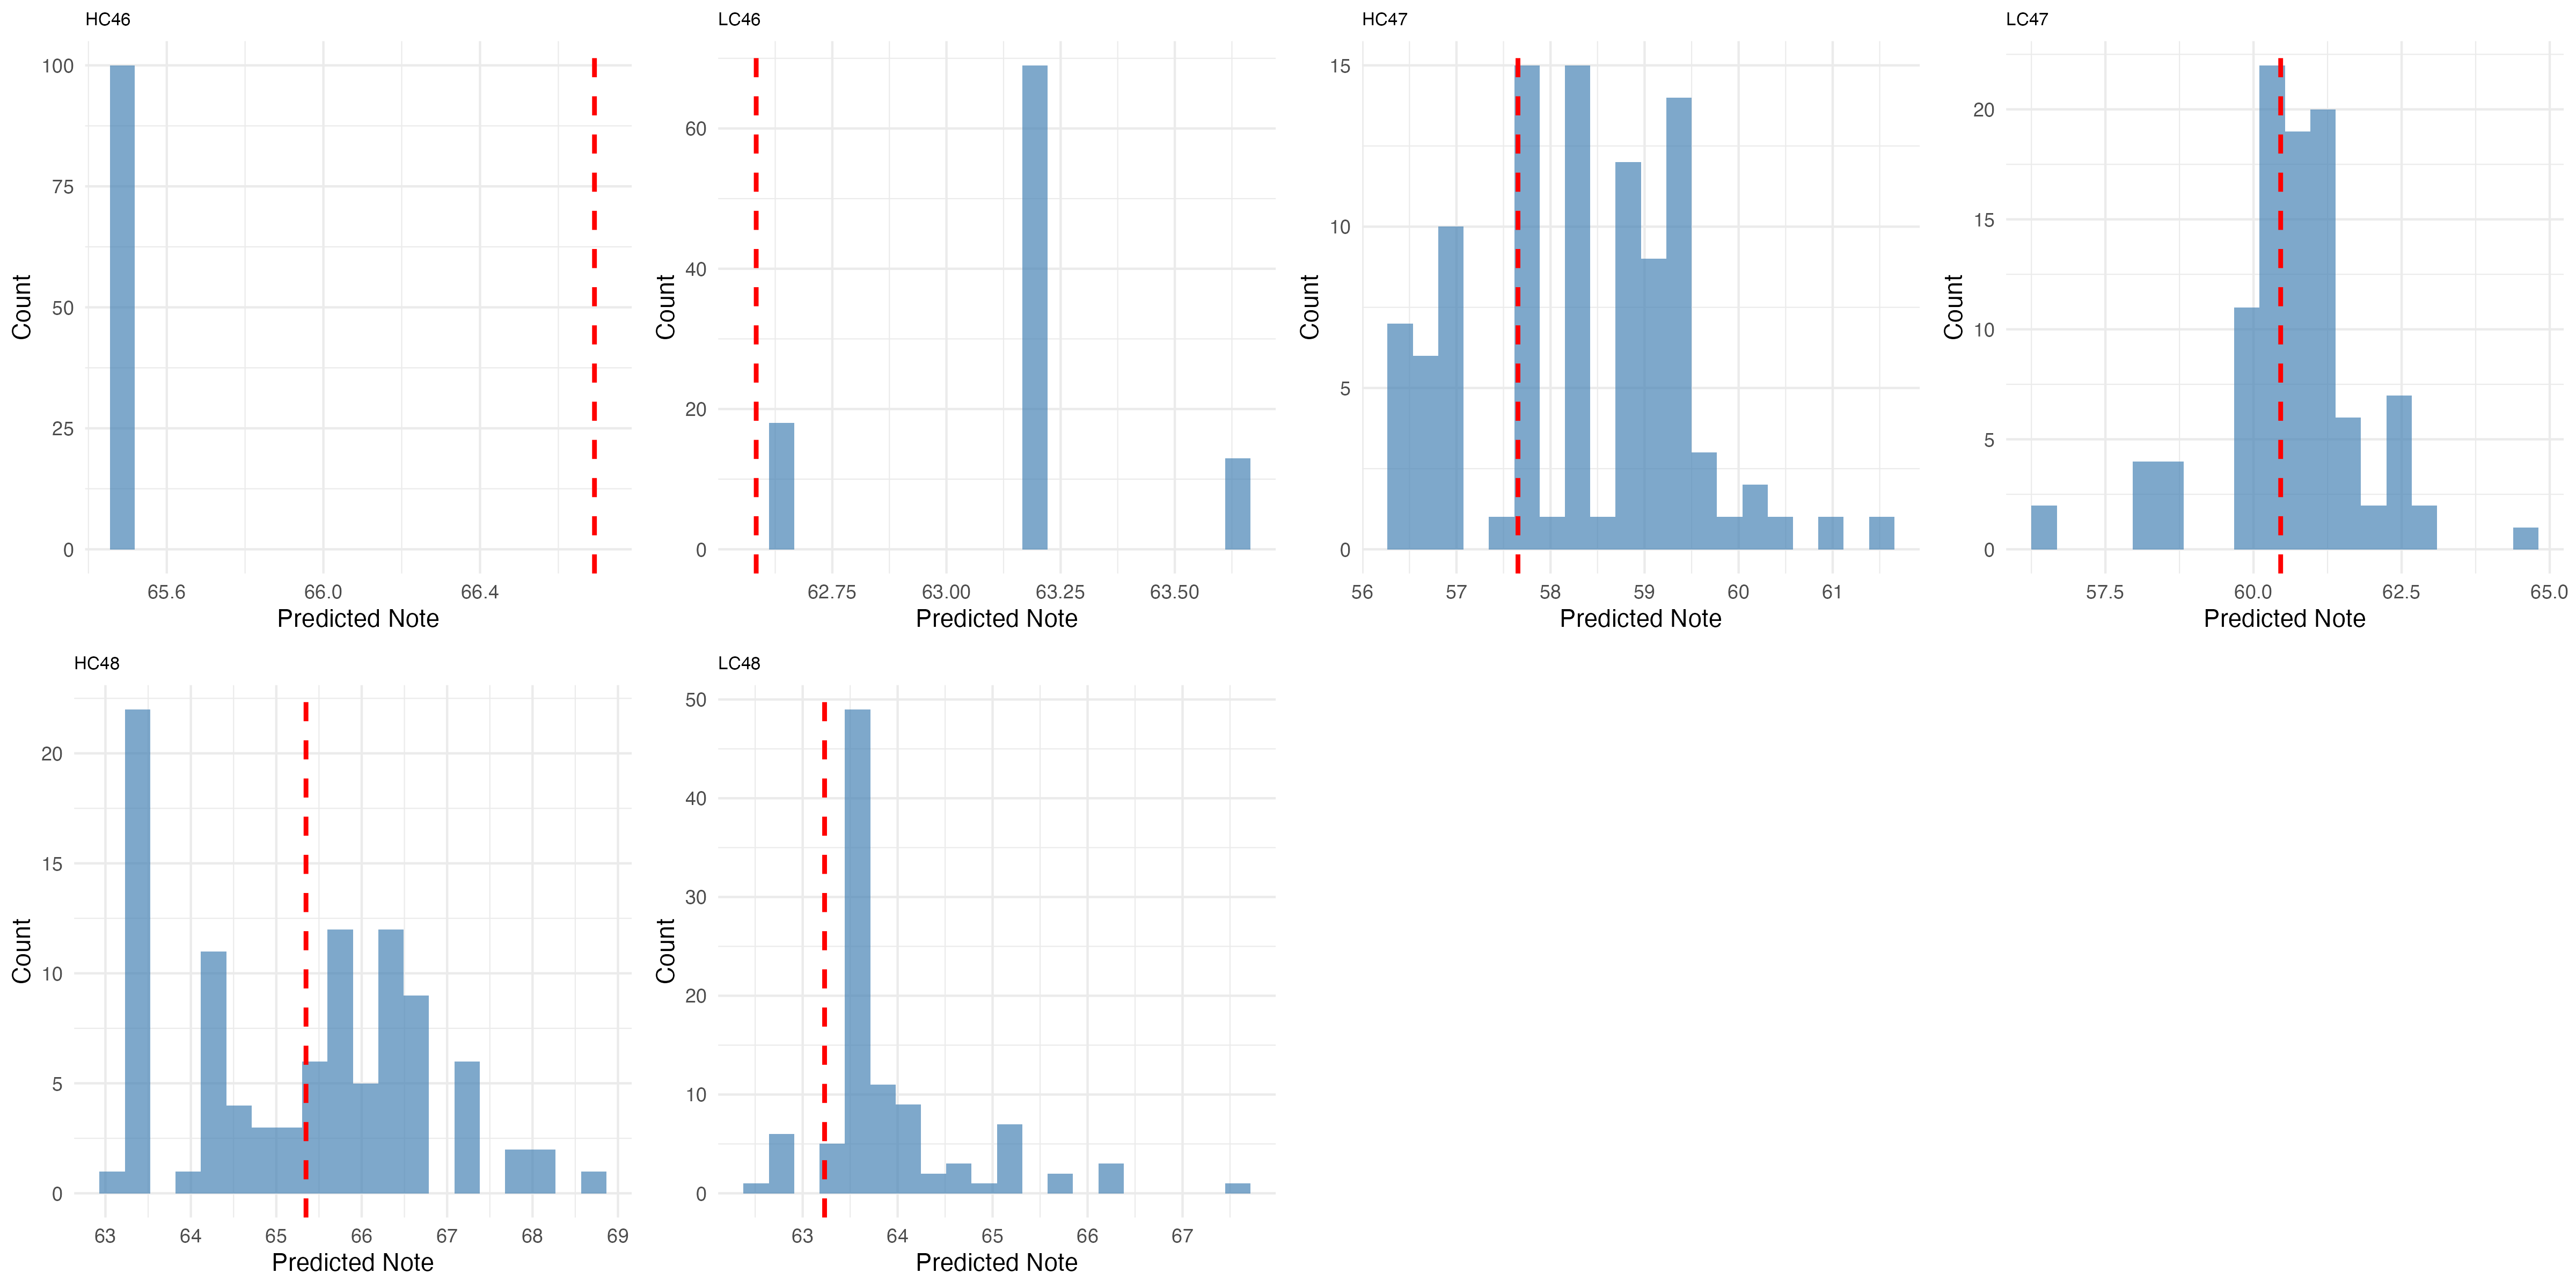 HC46
100
75
50
25
0
Count
65.6 66.0 66.4
Predicted Note
LC46
60
40
20
0
Count
62.75 63.00 63.25 63.50
Predicted Note
HC47
15
10
5
0
Count
56 57 58 59 60 61
Predicted Note
LC47
20
15
10
5
0
Count
57.5 60.0 62.5 65.0
Predicted Note
HC48
20
15
10
5
0
Count
63 64 65 66 67 68 69
Predicted Note
LC48
50
40
30
20
10
0
Count
63 64 65 66 67
Predicted Note